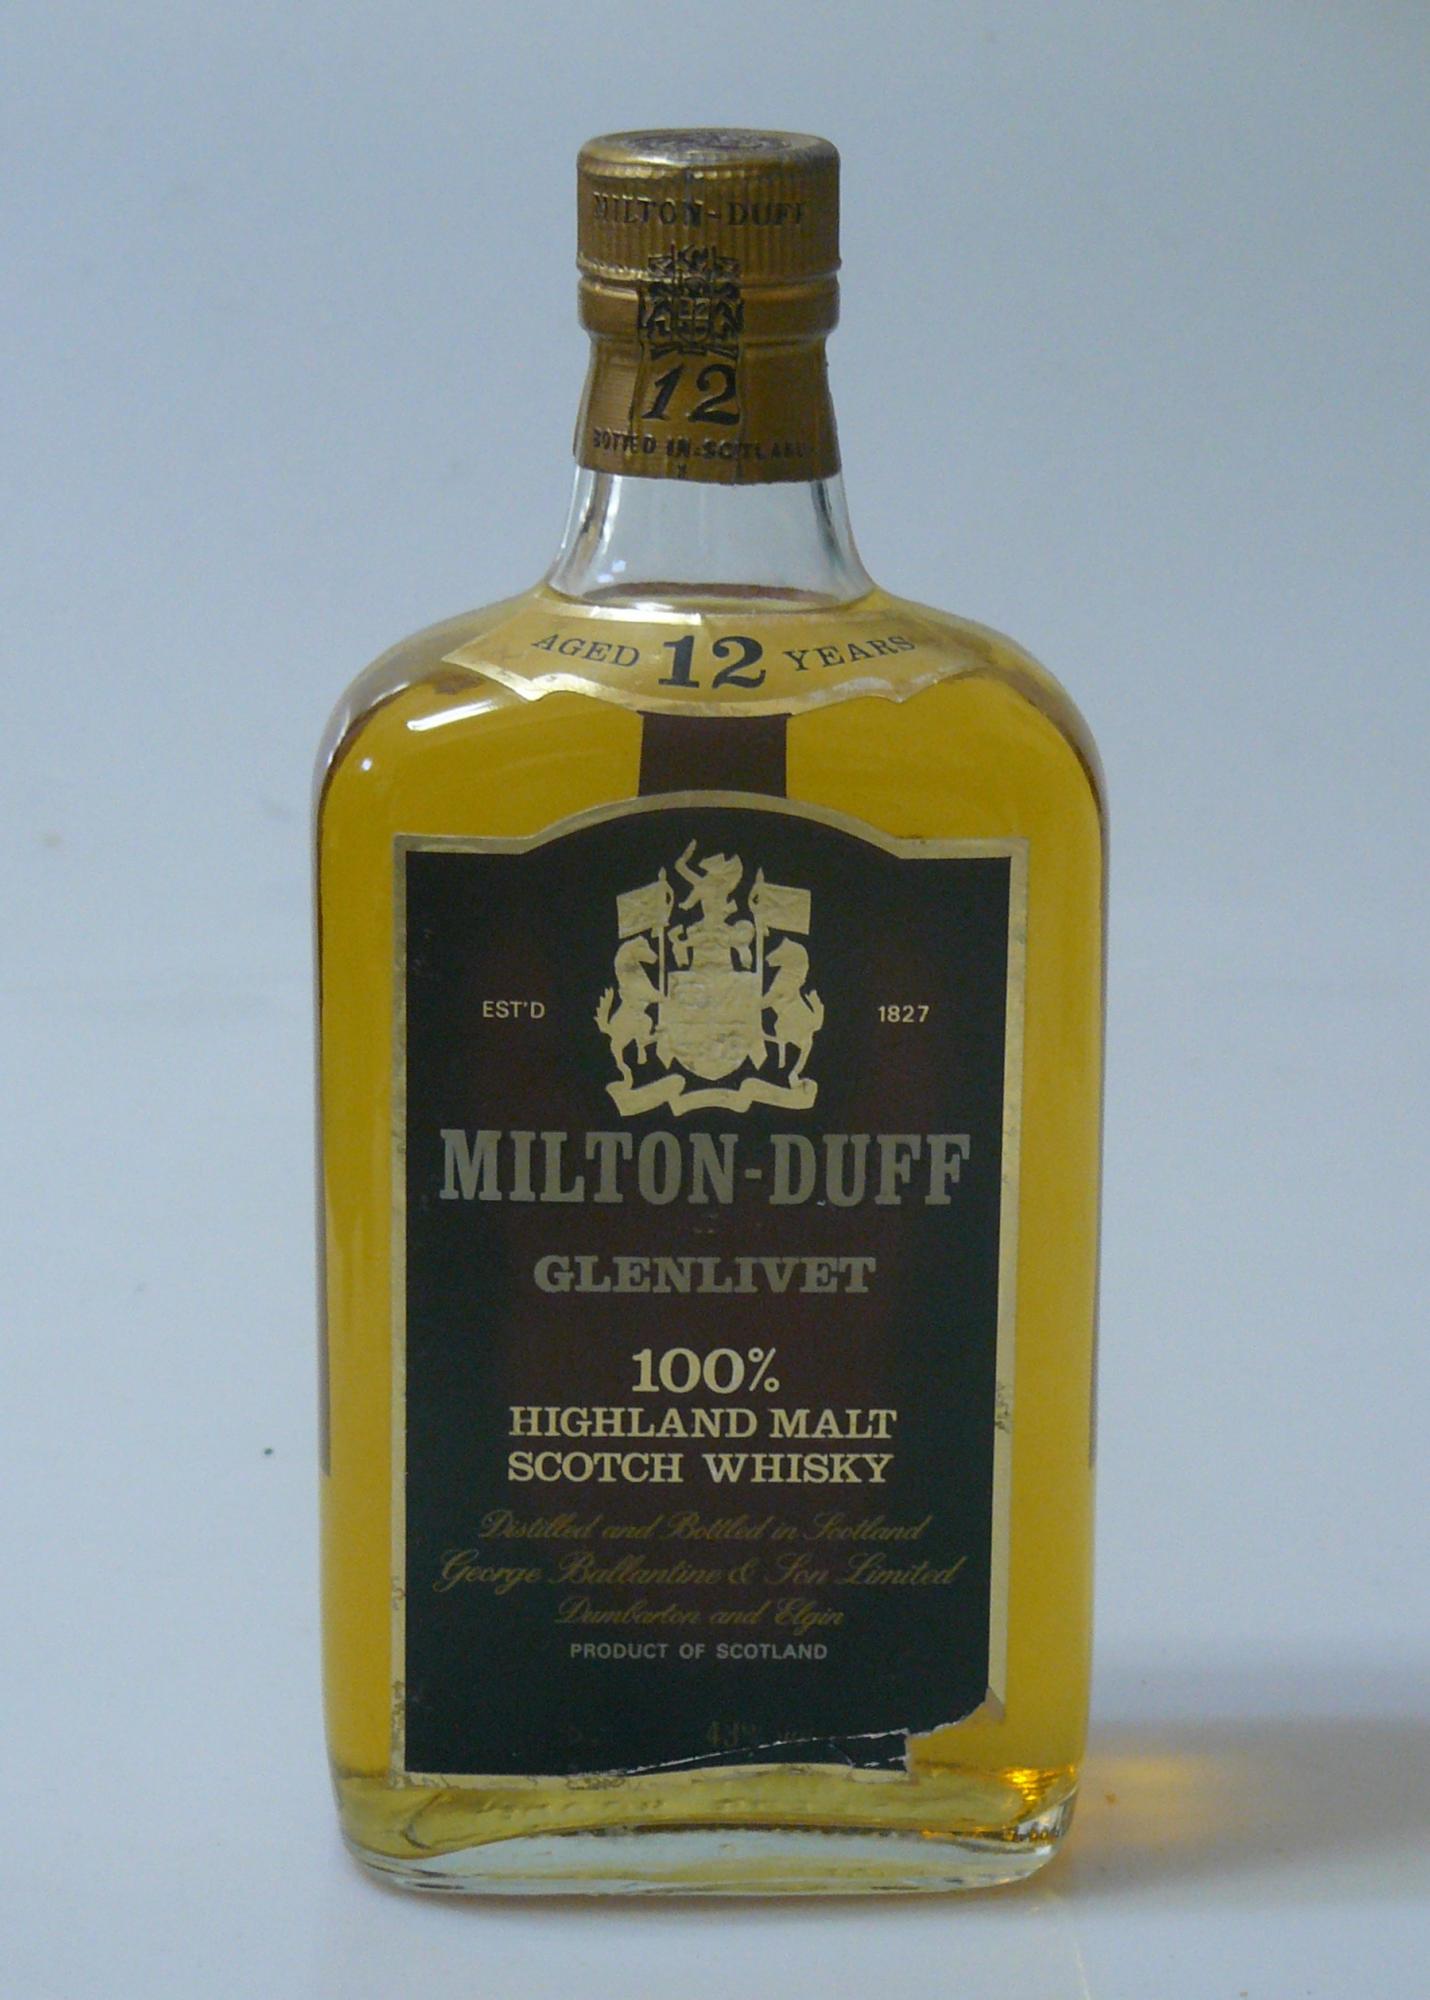 MILTON-DUFF
12
BOTTLED IN SCOTLAND
AGED 12 YEARS
EST'D 1827
MILTON-DUFF
GLENLIVET
100%
HIGHLAND MALT
SCOTCH WHISKY
Distilled and Bottled in Scotland
George Ballantine & Son Limited
Dumbarton and Elgin
PRODUCT OF SCOTLAND